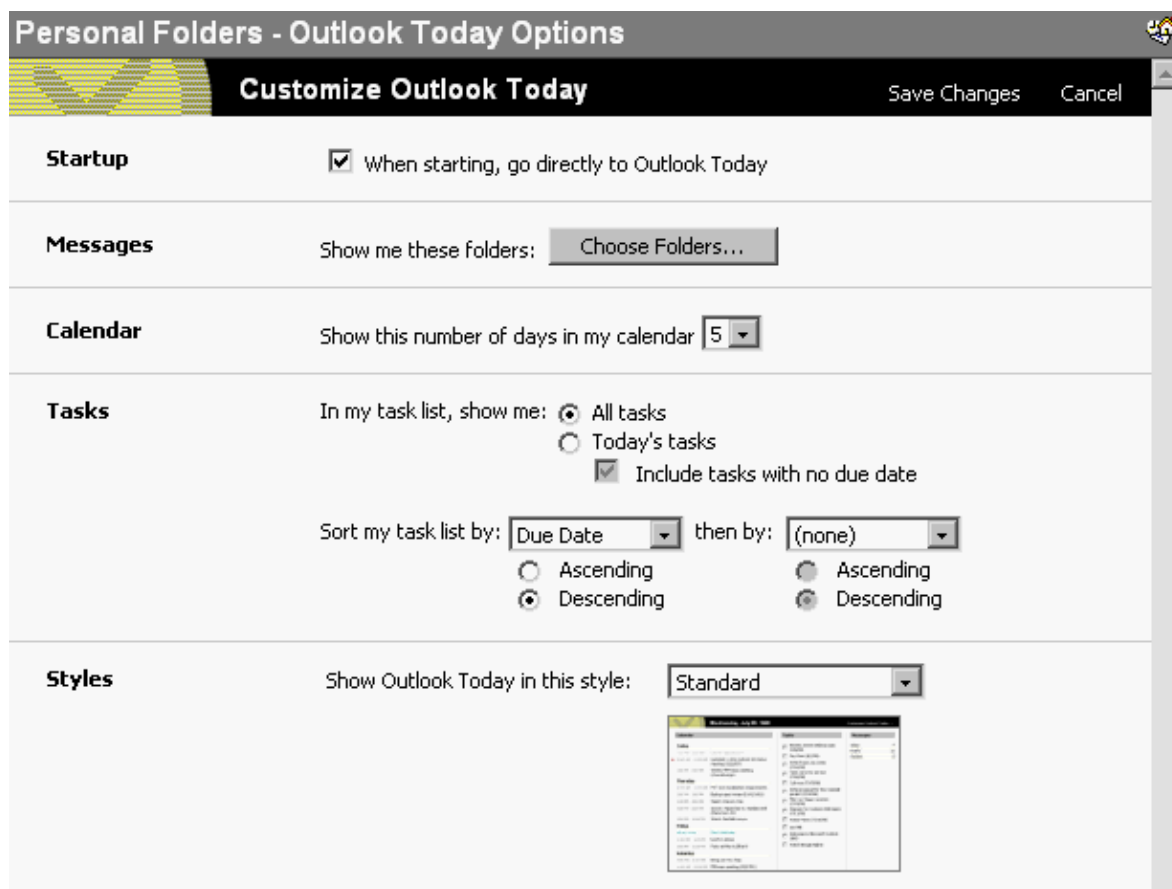 Personal Folders - Outlook Today Options
Customize Outlook Today
Save Changes
Cancel
Startup
When starting, go directly to Outlook Today
Messages
Show me these folders:
Choose Folders...
Calendar
Show this number of days in my calendar 5
Tasks
In my task list, show me:
All tasks
Today's tasks
Include tasks with no due date
Sort my task list by: Due Date then by: (none)
Ascending Ascending
Descending Descending
Styles
Show Outlook Today in this style: Standard